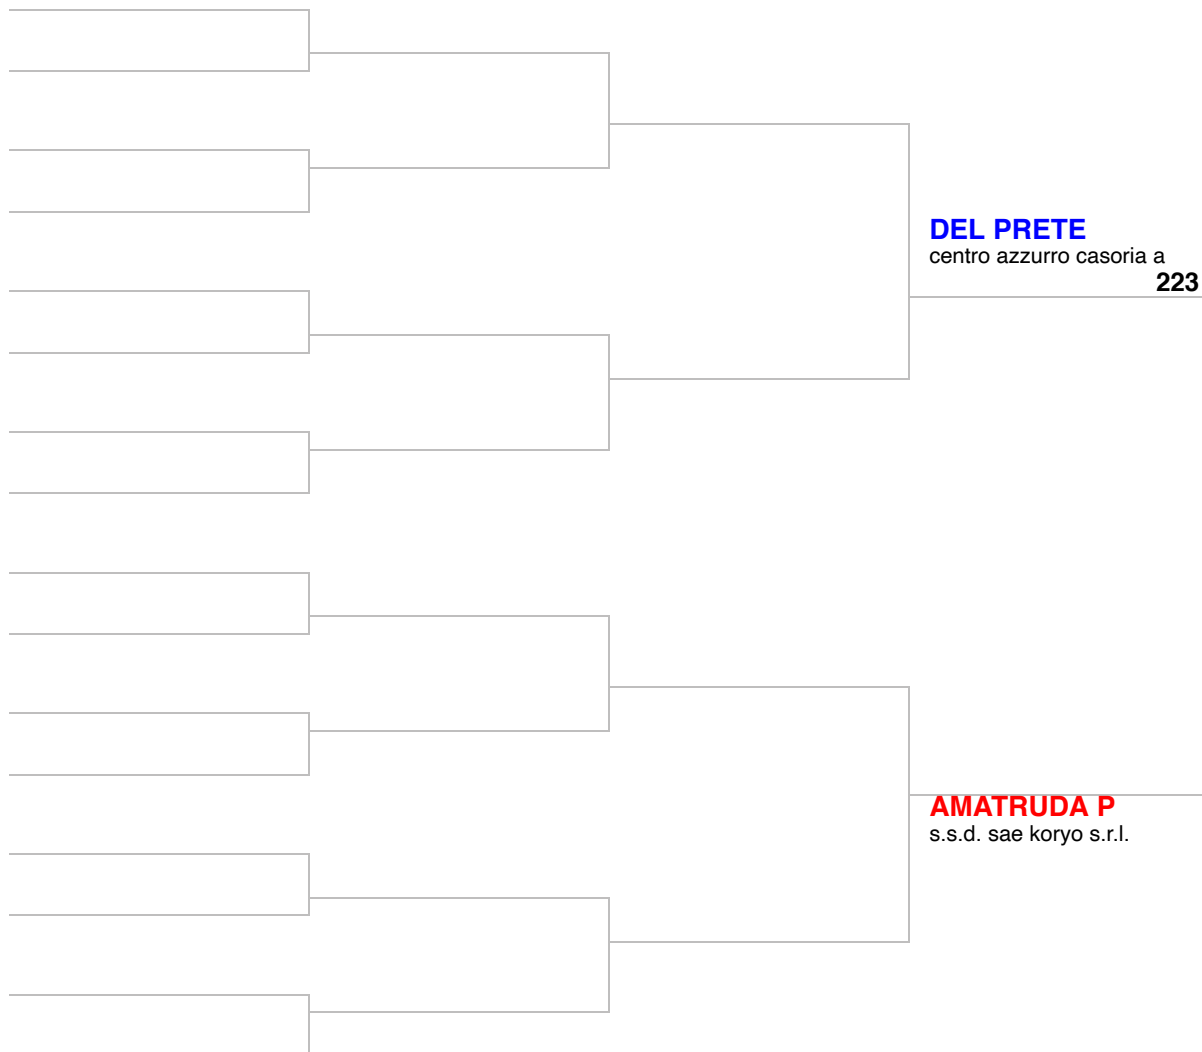 DEL PRETE
centro azzurro casoria a
223
AMATRUDA P
s.s.d. sae koryo s.r.l.